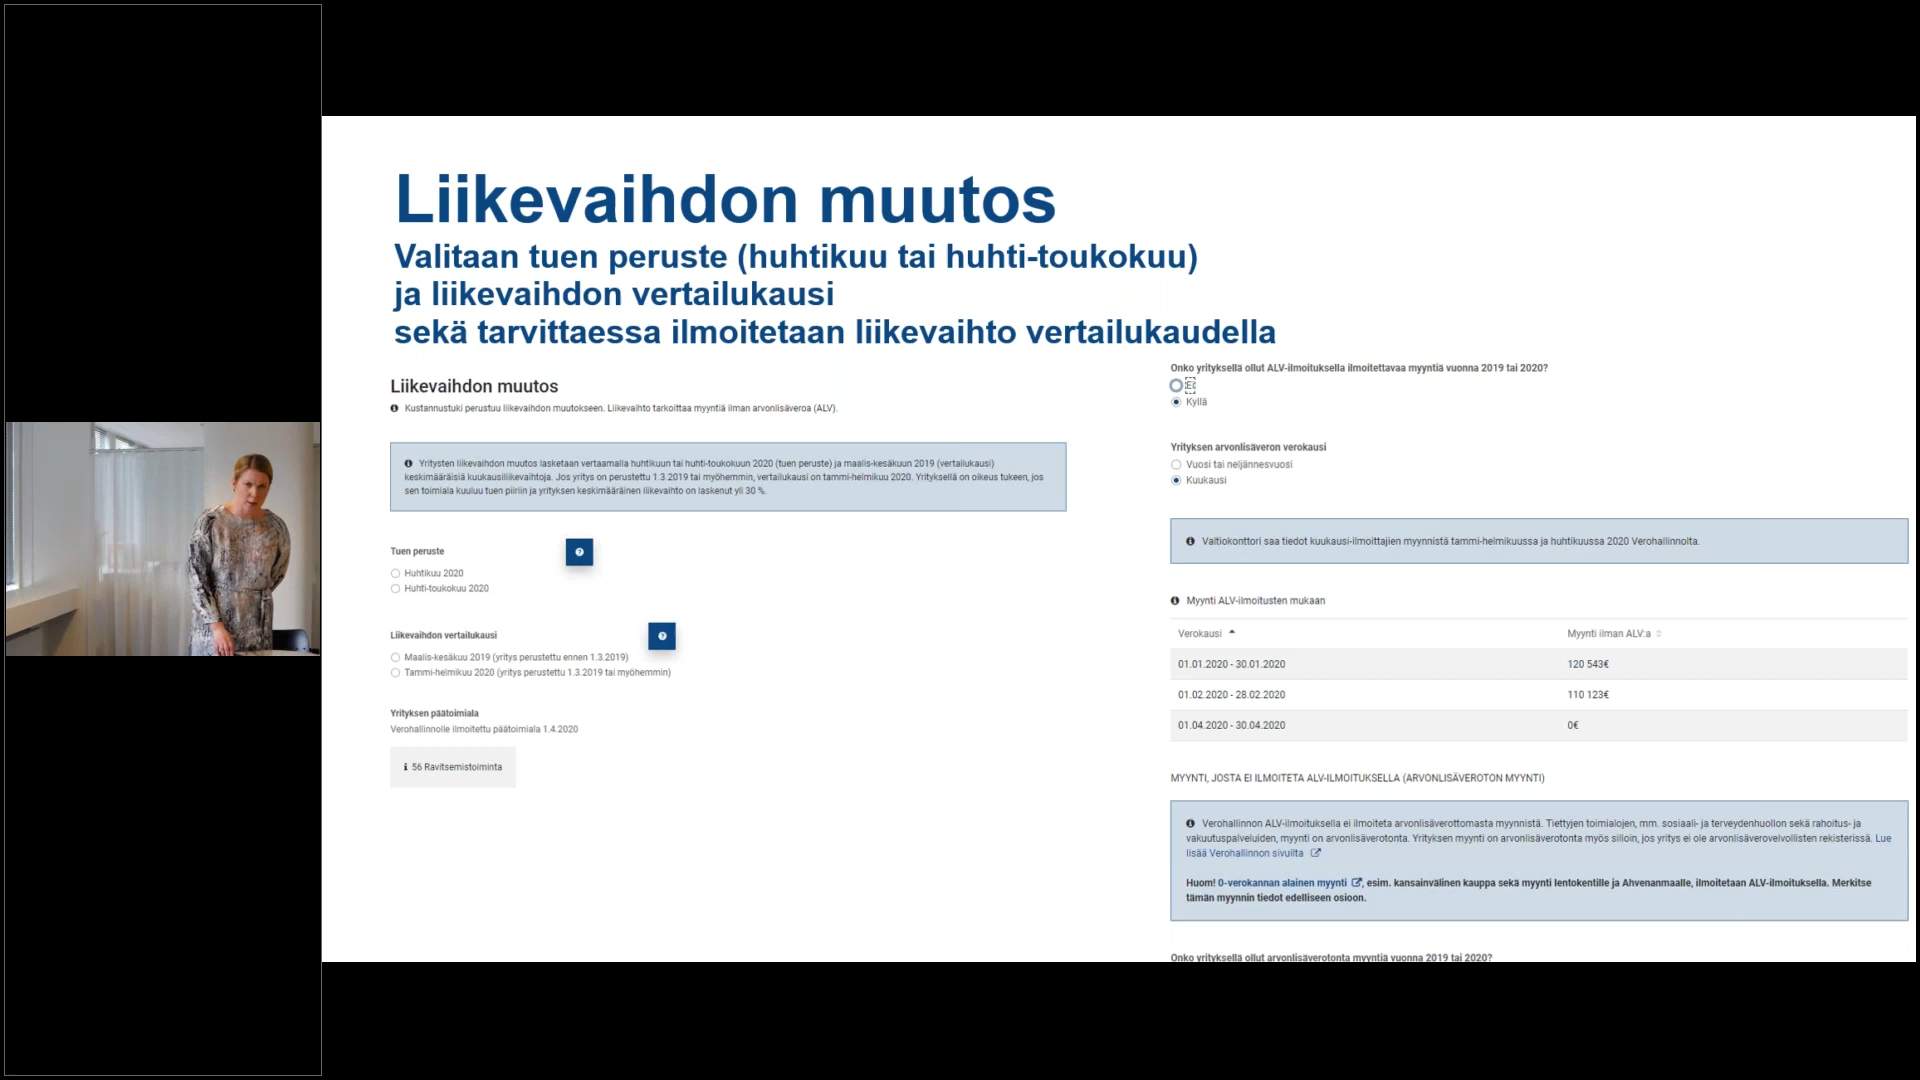 Liikevaihdon muutos
Valitaan tuen peruste (huhtikuu tai huhti-toukokuu)
ja liikevaihdon vertailukausi
sekä tarvittaessa ilmoitetaan liikevaihto vertailukaudella
Liikevaihdon muutos
Kustannustuki perustuu liikevaihdon muutokseen. Liikevaihto tarkoittaa myyntiä ilman arvonlisäveroa (ALV).
Yritysten liikevaihdon muutos lasketaan vertaamalla huhtikuun tai huhti-toukokuun 2020 (tuen peruste) ja maalis-kesäkuun 2019 (vertailukausi)
keskimääräisiä kuukausiliikevaihtoja. Jos yritys on perustettu 1.3.2019 tai myöhemmin, vertailukausi on tammi-helmikuu 2020. Yrityksellä on oikeus tukeen, jos
sen toimiala kuuluu tuen piiriin ja yrityksen keskimääräinen liikevaihto on laskenut yli 30 %.
Tuen peruste
Huhtikuu 2020
Huhti-toukokuu 2020
Liikevaihdon vertailukausi
Maalis-kesäkuu 2019 (yritys perustettu ennen 1.3.2019)
Tammi-helmikuu 2020 (yritys perustettu 1.3.2019 tai myöhemmin)
Yrityksen päätoimiala
Verohallinnolle ilmoitettu päätoimiala 1.4.2020
56 Ravitsemistoiminta
Onko yrityksellä ollut ALV-ilmoituksella ilmoitettavaa myyntiä vuonna 2019 tai 2020?
Ei
Kyllä
Yrityksen arvonlisäveron verokausi
Vuosi tai neljännesvuosi
Kuukausi
Valtiokonttori saa tiedot kuukausi-ilmoittajien myynnistä tammi-helmikuussa ja huhtikuussa 2020 Verohallinnolta.
Myynti ALV-ilmoitusten mukaan
Verokausi Myynti ilman ALV:a
01.01.2020 - 30.01.2020 120 543€
01.02.2020 - 28.02.2020 110 123€
01.04.2020 - 30.04.2020 0€
MYYNTI, JOSTA EI ILMOITETA ALV-ILMOITUKSELLA (ARVONLISÄVEROTON MYYNTI)
Verohallinnon ALV-ilmoituksella ei ilmoiteta arvonlisäverottomasta myynnistä. Tiettyjen toimialojen, mm. sosiaali- ja terveydenhuollon sekä rahoitus- ja
vakuutuspalveluiden, myynti on arvonlisäverotonta. Yrityksen myynti on arvonlisäverotonta myös silloin, jos yritys ei ole arvonlisäverovelvollisten rekisterissä. Lue
lisää Verohallinnon sivuilta
Huom! 0-verokannan alainen myynti , esim. kansainvälinen kauppa sekä myynti lentokentille ja Ahvenanmaalle, ilmoitetaan ALV-ilmoituksella. Merkitse
tämän myynnin tiedot edelliseen osioon.
Onko yrityksellä ollut arvonlisäverotonta myyntiä vuonna 2019 tai 2020?